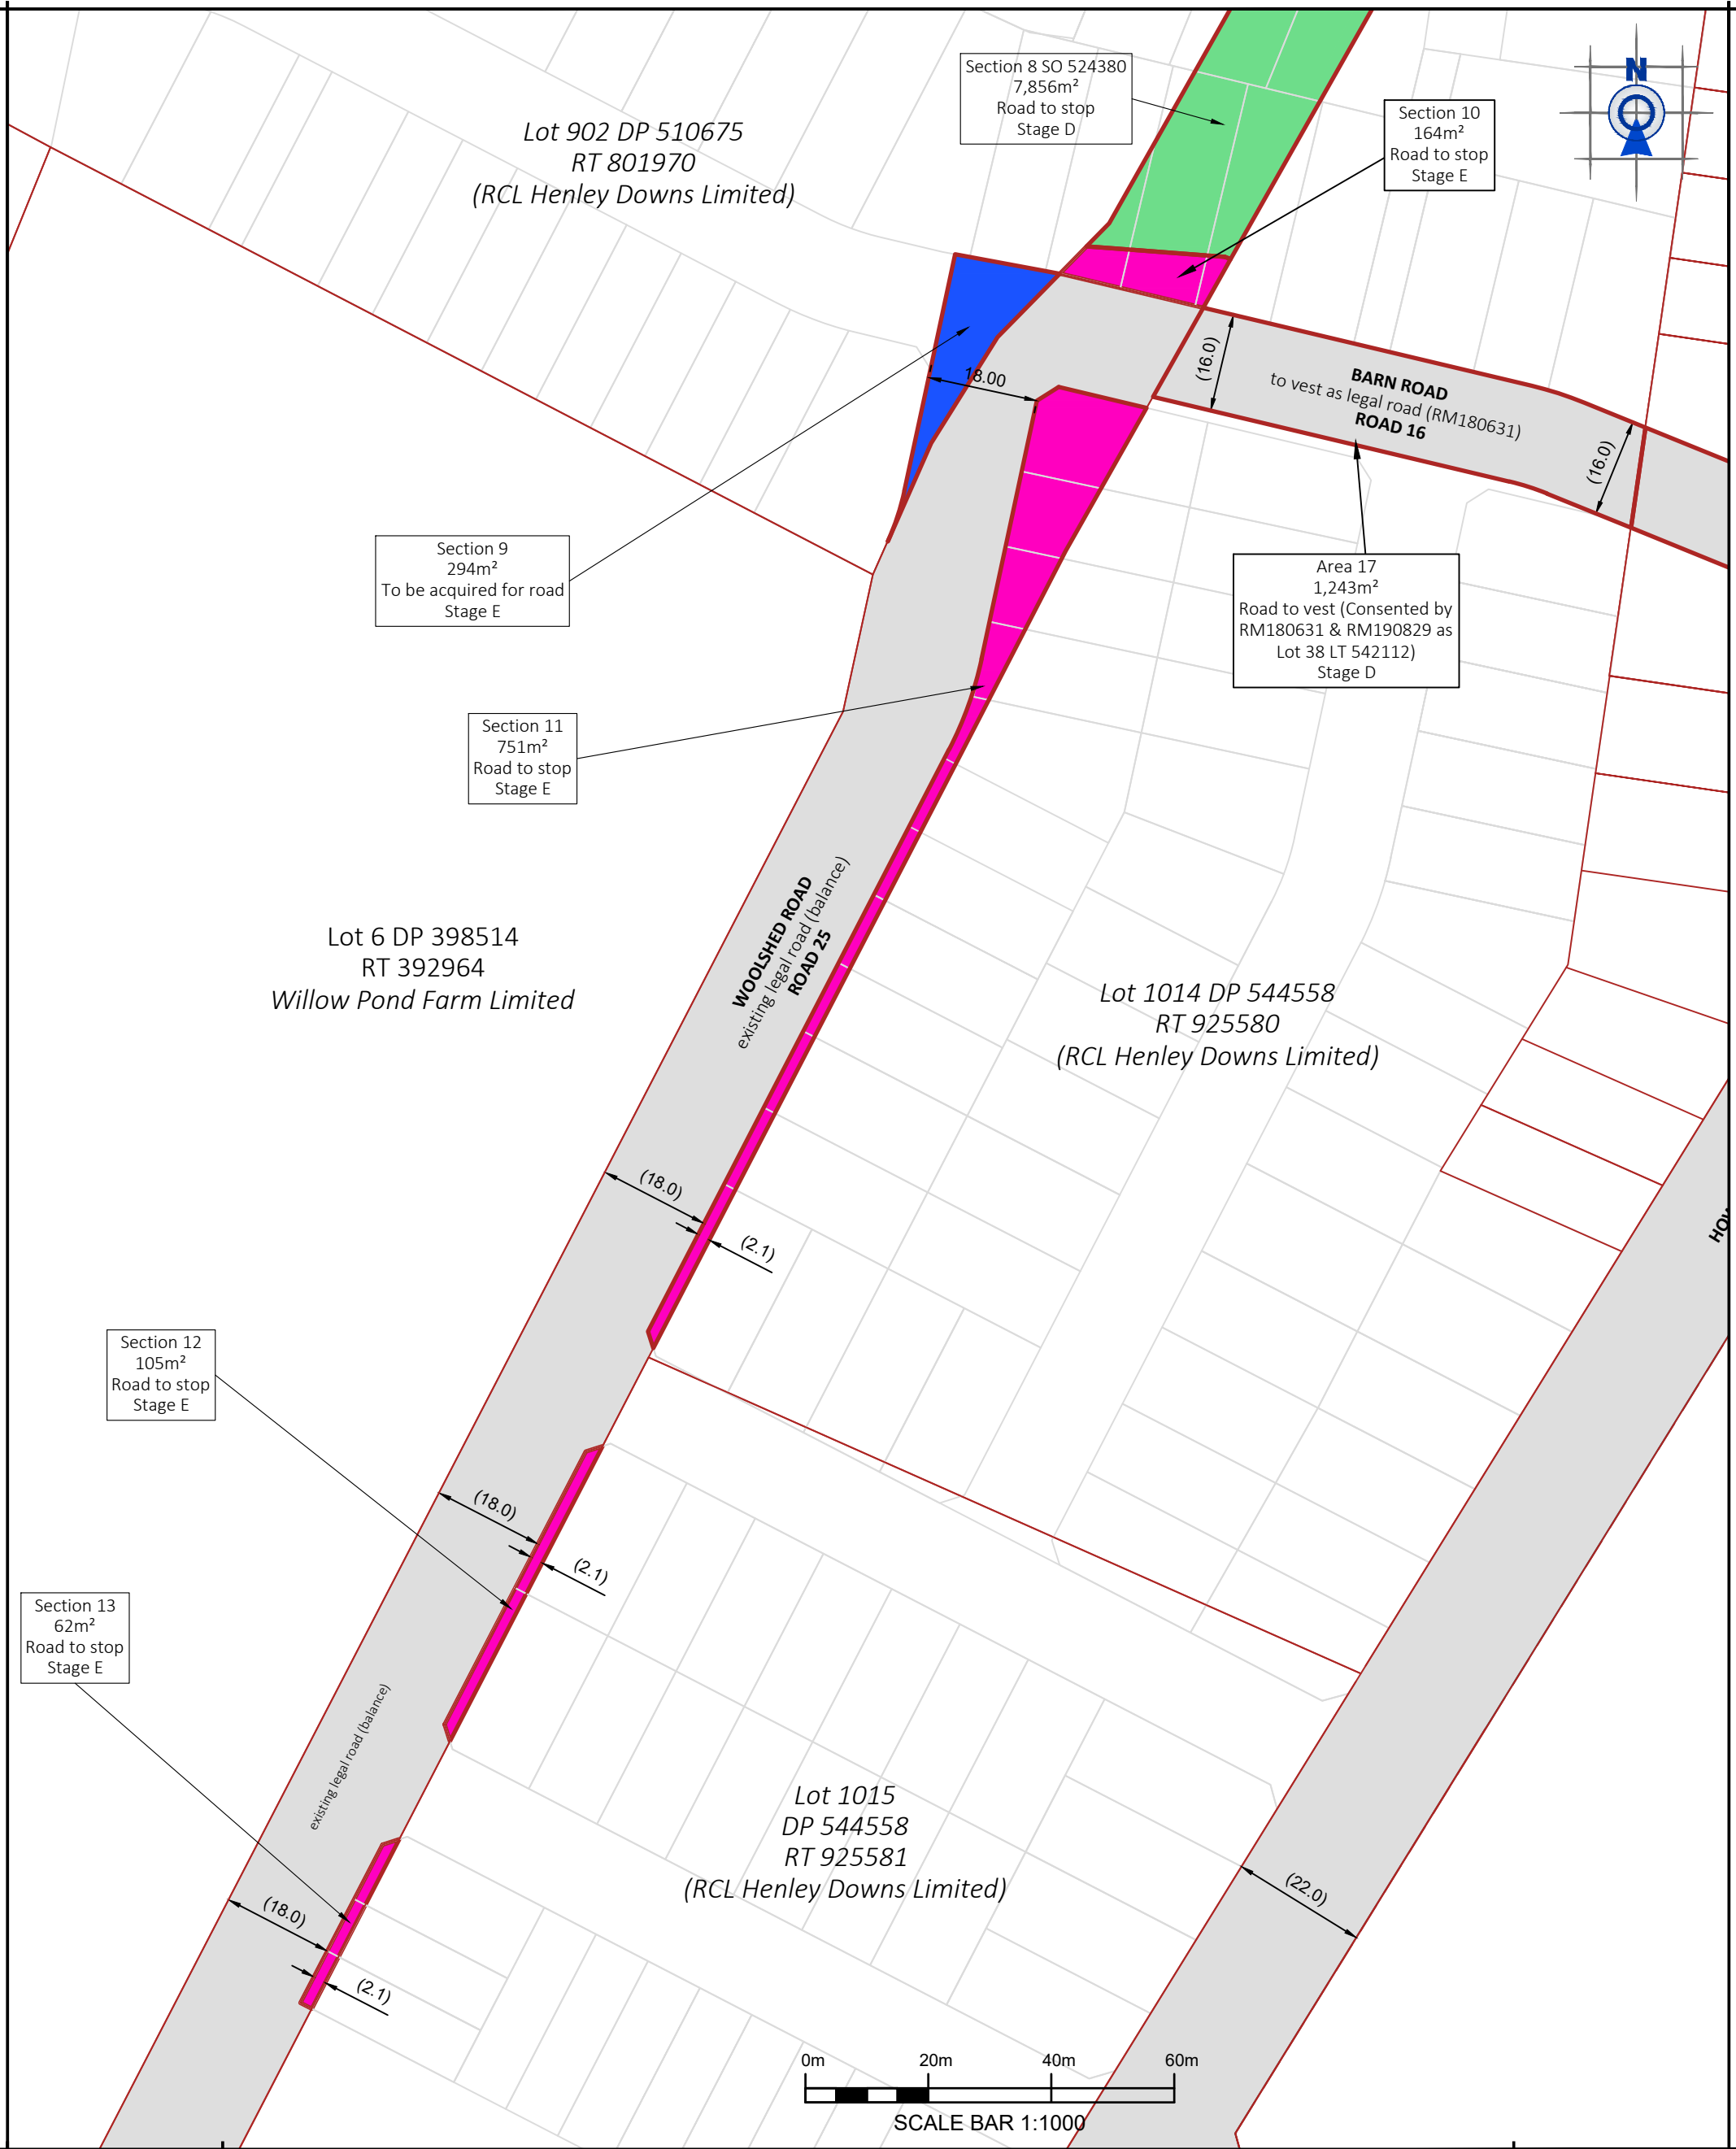 Section 8 SO 524380
7,856m²
Road to stop
Stage D
N
Section 10
164m²
Road to stop
Stage E
Lot 902 DP 510675
RT 801970
(RCL Henley Downs Limited)
18.00
(16.0)
BARN ROAD
to vest as legal road (RM180631)
ROAD 16
(16.0)
Section 9
294m²
To be acquired for road
Stage E
Area 17
1,243m²
Road to vest (Consented by
RM180631 & RM190829 as
Lot 38 LT 542112)
Stage D
Section 11
751m²
Road to stop
Stage E
WOOLSHED ROAD
existing legal road (balance)
ROAD 25
Lot 6 DP 398514
RT 392964
Willow Pond Farm Limited
Lot 1014 DP 544558
RT 925580
(RCL Henley Downs Limited)
(18.0)
(2.1)
Section 12
105m²
Road to stop
Stage E
(18.0)
(2.1)
Section 13
62m²
Road to stop
Stage E
existing legal road (balance)
Lot 1015
DP 544558
RT 925581
(RCL Henley Downs Limited)
(22.0)
(18.0)
(2.1)
0m 20m 40m 60m
SCALE BAR 1:1000